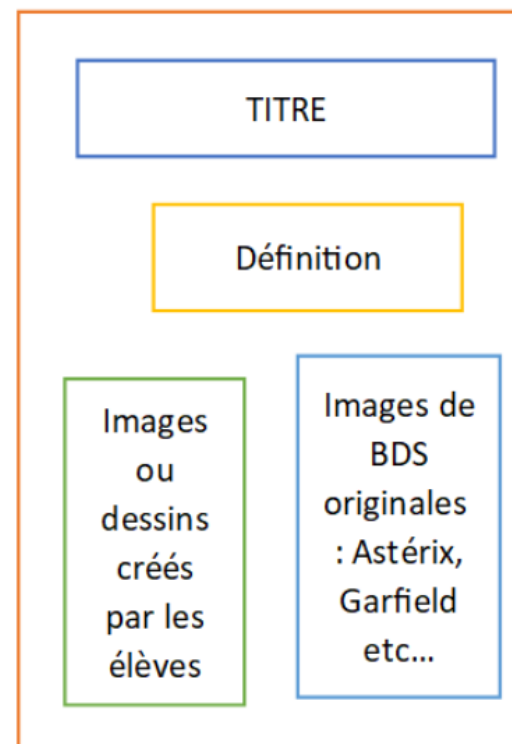 TITRE
Définition
Images
ou
dessins
créés
par les
élèves
Images de
BDS
originales
: Astérix,
Garfield
etc...